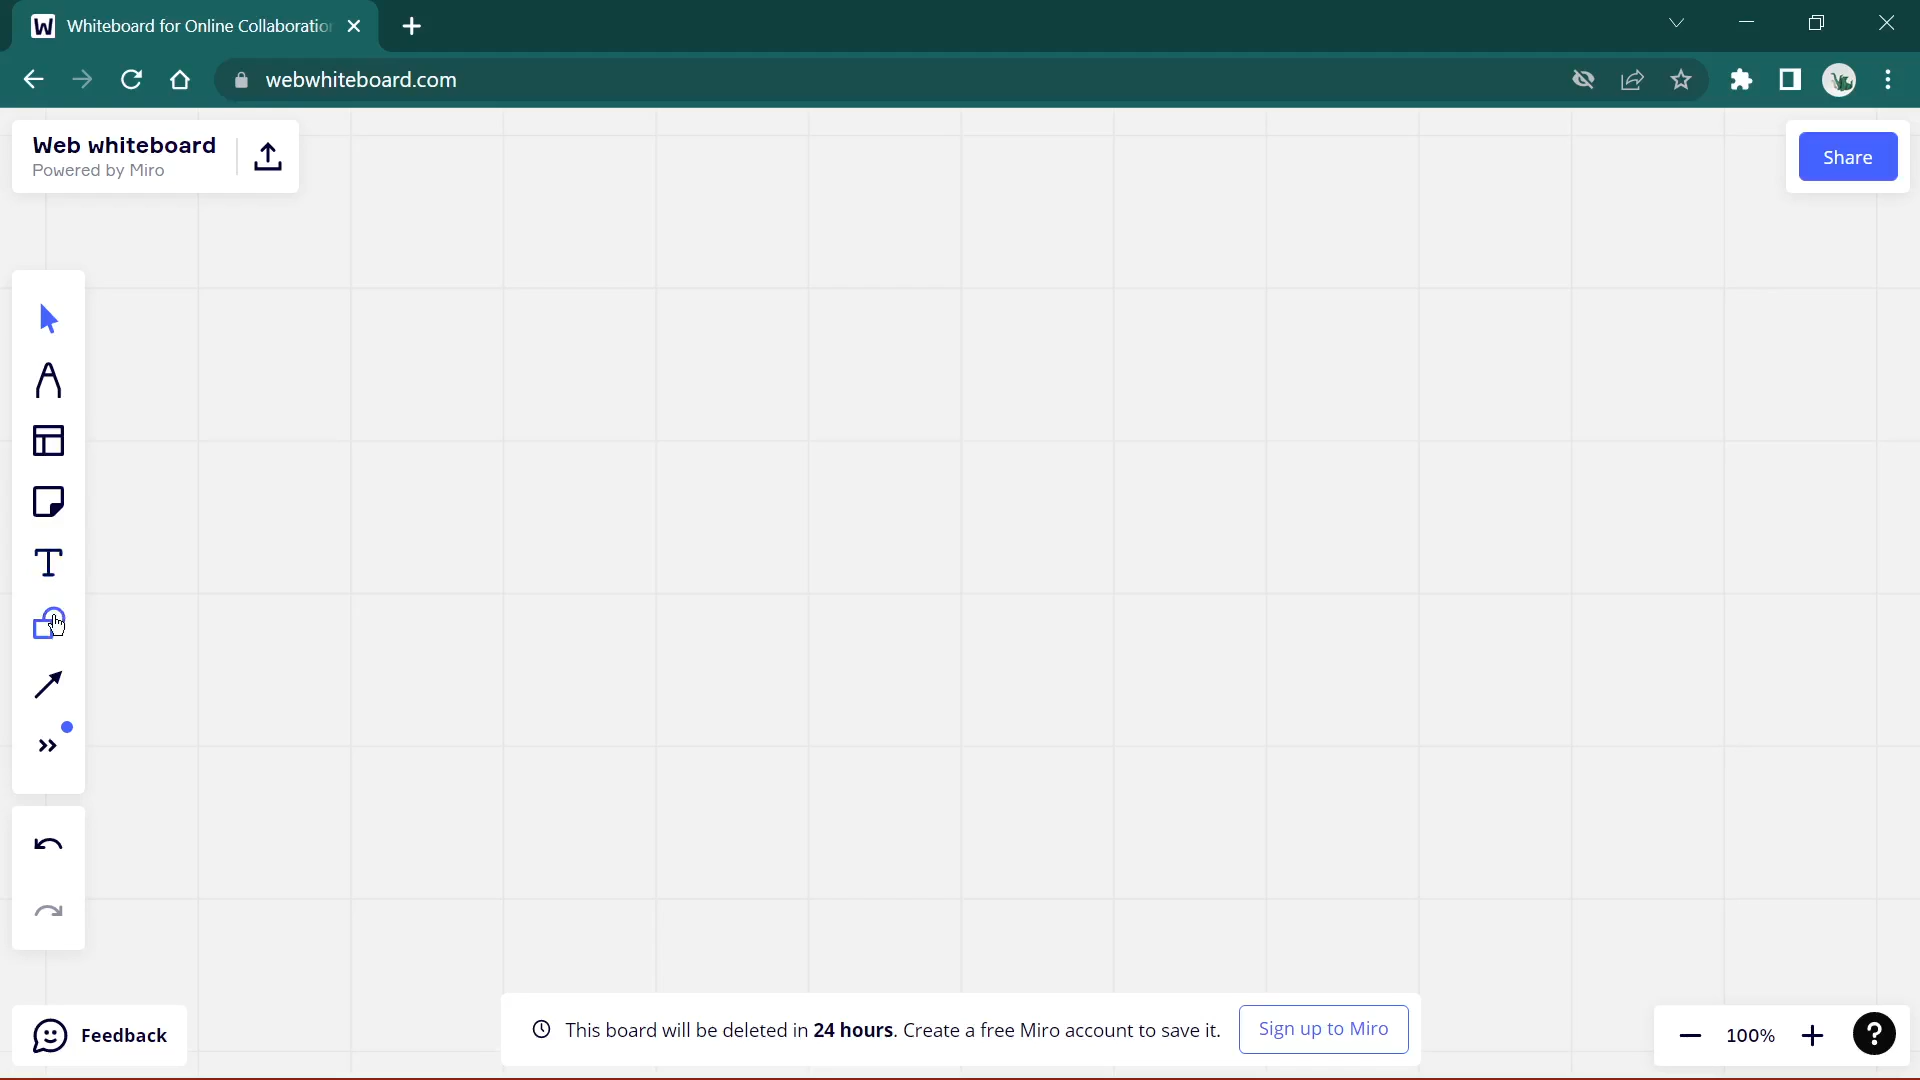 Whiteboard for Online Collaboratio
webwhiteboard.com
Web whiteboard
Powered by Miro
Share
Feedback
This board will be deleted in 24 hours. Create a free Miro account to save it.
Sign up to Miro
100%